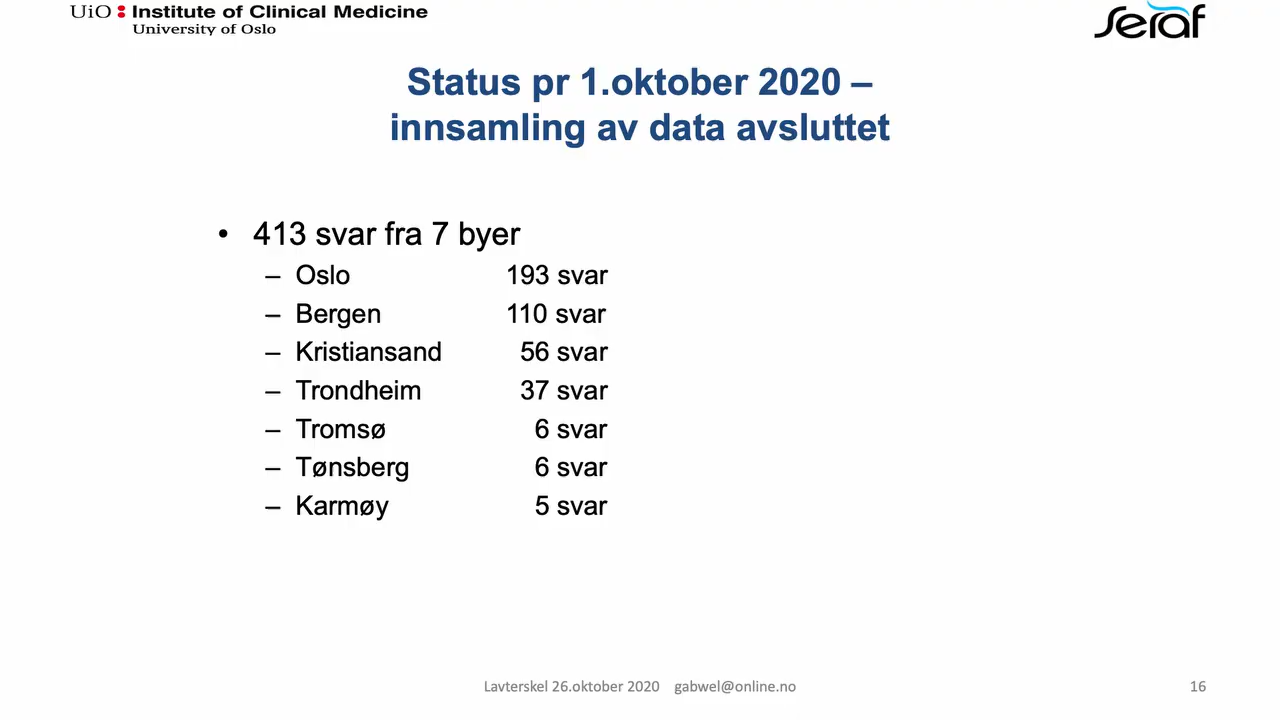 UiO Institute of Clinical Medicine
University of Oslo
seraf
Status pr 1.oktober 2020 –
innsamling av data avsluttet
• 413 svar fra 7 byer
– Oslo 193 svar
– Bergen 110 svar
– Kristiansand 56 svar
– Trondheim 37 svar
– Tromsø 6 svar
– Tønsberg 6 svar
– Karmøy 5 svar
Lavterskel 26.oktober 2020 gabwel@online.no
16